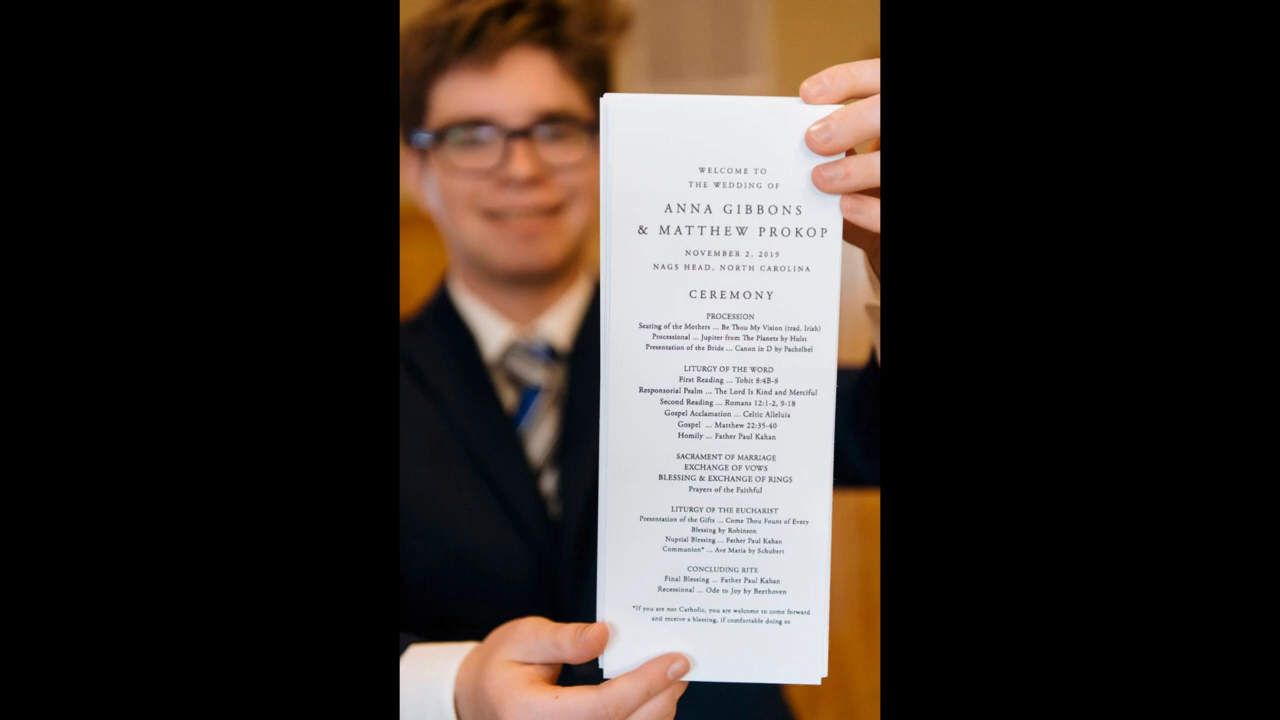 WELCOME TO
THE WEDDING OF
ANNA GIBBONS
& MATTHEW PROKOP
NOVEMBER 2, 2019
NAGS HEAD, NORTH CAROLINA
CEREMONY
PROCESSION
Seating of the Mothers ... Be Thou My Vision (trad. Irish)
Processional ... Jupiter from The Planets by Holst
Presentation of the Bride ... Canon in D by Pachelbel
LITURGY OF THE WORD
First Reading ... Tobit 8:4B-8
Responsorial Psalm ... The Lord Is Kind and Merciful
Second Reading ... Romans 12:1-2, 9-18
Gospel Acclamation ... Celtic Alleluia
Gospel ... Matthew 22:35-40
Homily ... Father Paul Kahan
SACRAMENT OF MARRIAGE
EXCHANGE OF VOWS
BLESSING & EXCHANGE OF RINGS
Prayers of the Faithful
LITURGY OF THE EUCHARIST
Presentation of the Gifts ... Come Thou Fount of Every
Blessing by Robinson
Nuptial Blessing ... Father Paul Kahan
Communion* ... Ave Maria by Schubert
CONCLUDING RITE
Final Blessing ... Father Paul Kahan
Recessional ... Ode to Joy by Beethoven
*If you are not Catholic, you are welcome to come forward
and receive a blessing, if comfortable doing so